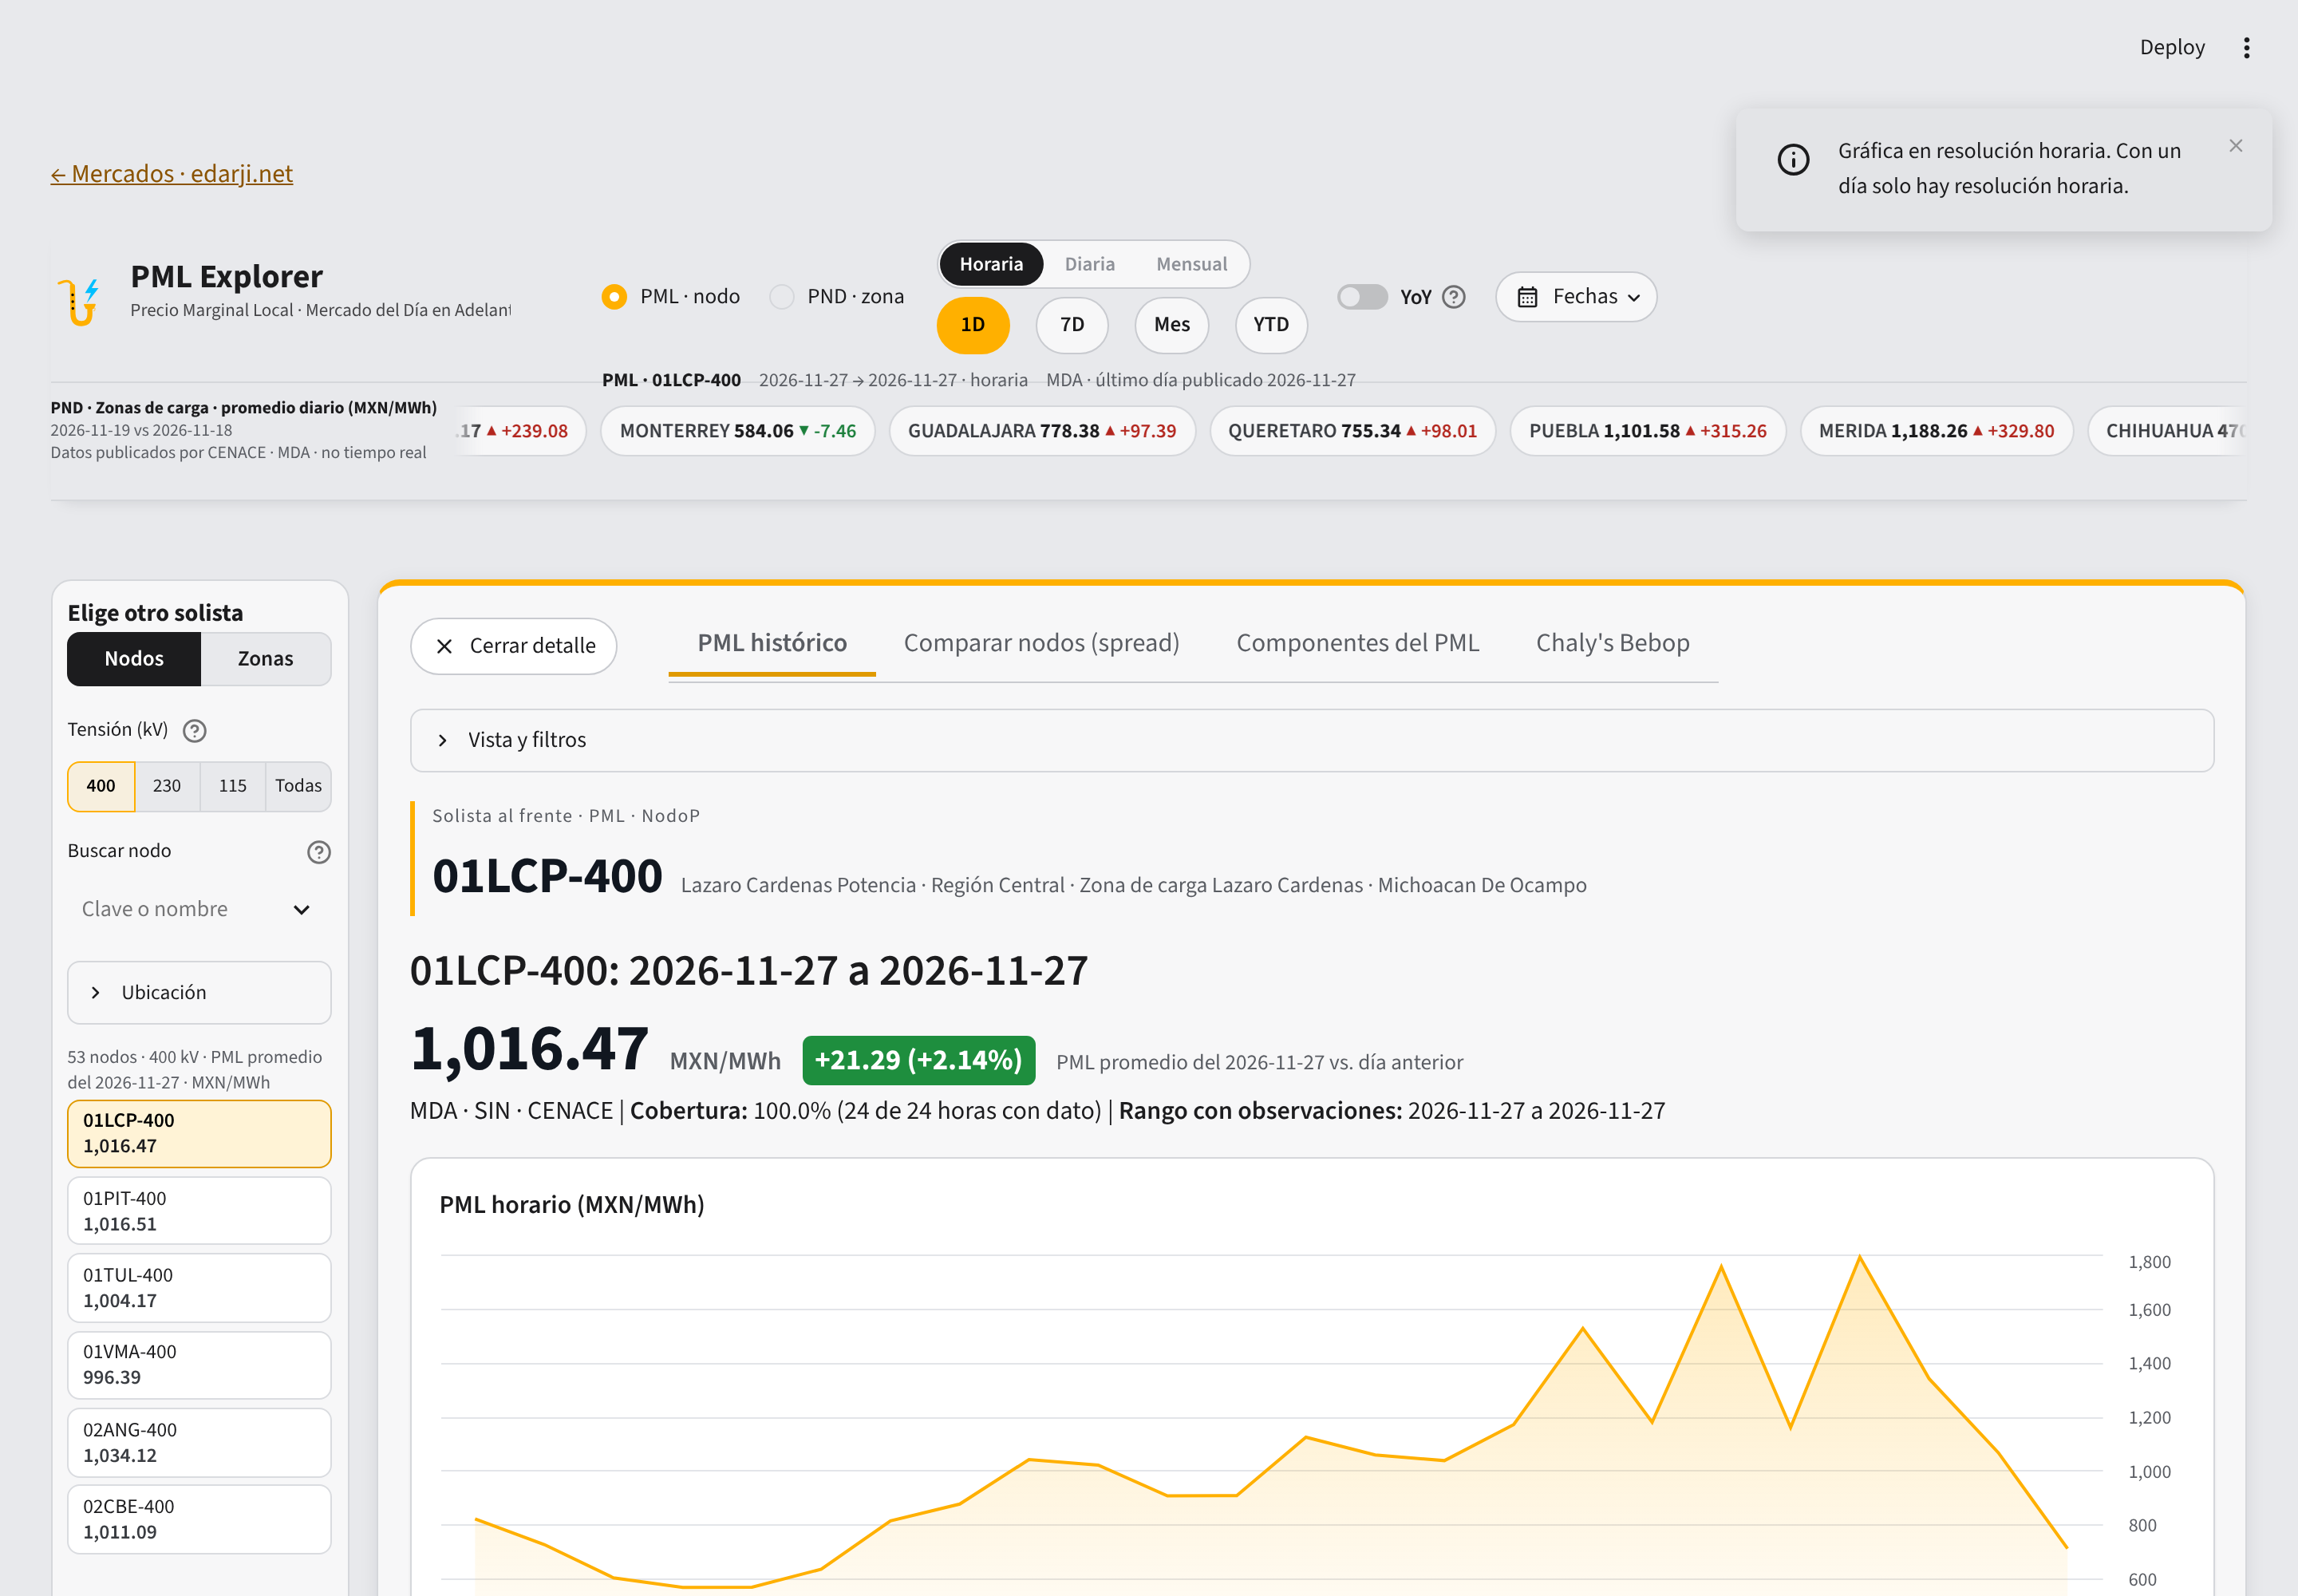 Deploy
Gráfica en resolución horaria. Con un
día solo hay resolución horaria.
← Mercados · edarji.net
PML Explorer
Precio Marginal Local · Mercado del Día en
PML · nodo
PND · zona
Horaria Diaria Mensual
1D 7D Mes YTD
YoY
Fechas
PML · 01LCP-400 2026-11-27 → 2026-11-27 · horaria MDA · último día publicado 2026-11-27
PND · Zonas de carga · promedio diario (MXN/MWh)
2026-11-19 vs 2026-11-18
Datos publicados por CENACE · MDA · no tiempo real
.17 ▲ +239.08
MONTERREY 584.06 ▼ -7.46
GUADALAJARA 778.38 ▲ +97.39
QUERETARO 755.34 ▲ +98.01
PUEBLA 1,101.58 ▲ +315.26
MERIDA 1,188.26 ▲ +329.80
CHIHUAHUA
Elige otro solista
Nodos Zonas
Tensión (kV)
400 230 115 Todas
Buscar nodo
Clave o nombre
Ubicación
53 nodos · 400 kV · PML promedio
del 2026-11-27 · MXN/MWh
01LCP-400
1,016.47
01PIT-400
1,016.51
01TUL-400
1,004.17
01VMA-400
996.39
02ANG-400
1,034.12
02CBE-400
1,011.09
Cerrar detalle
PML histórico
Comparar nodos (spread)
Componentes del PML
Chaly's Bebop
Vista y filtros
Solista al frente · PML · NodoP
01LCP-400 Lazaro Cardenas Potencia · Región Central · Zona de carga Lazaro Cardenas · Michoacan De Ocampo
01LCP-400: 2026-11-27 a 2026-11-27
1,016.47 MXN/MWh +21.29 (+2.14%) PML promedio del 2026-11-27 vs. día anterior
MDA · SIN · CENACE | Cobertura: 100.0% (24 de 24 horas con dato) | Rango con observaciones: 2026-11-27 a 2026-11-27
PML horario (MXN/MWh)
1,800
1,600
1,400
1,200
1,000
800
600